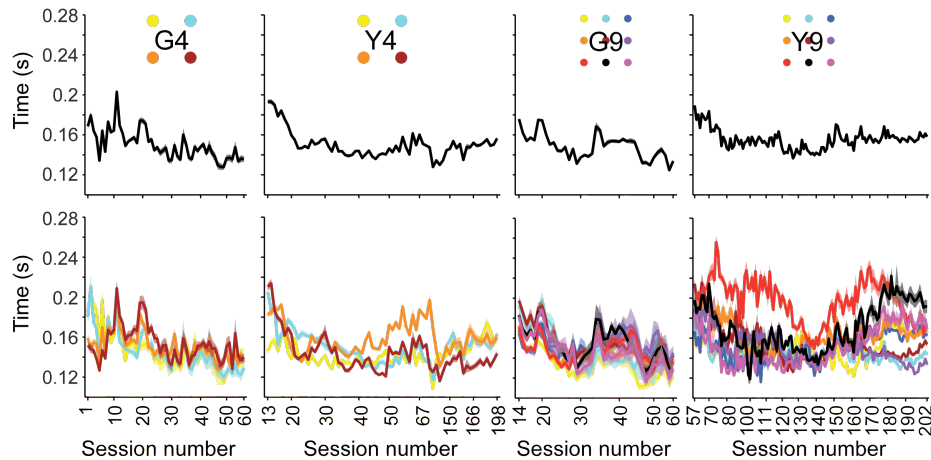 0.28
0.24
0.2
0.16
0.12
Time (s)
G4
Y4
G9
Y9
0.28
0.24
0.2
0.16
0.12
Time (s)
1 10 20 30 40 50 60
13 20 30 40 50 67 150 166 198
14 20 30 40 50 60
57 70 80 90 100 111 120 130 140 150 160 170 180 190 202
Session number
Session number
Session number
Session number